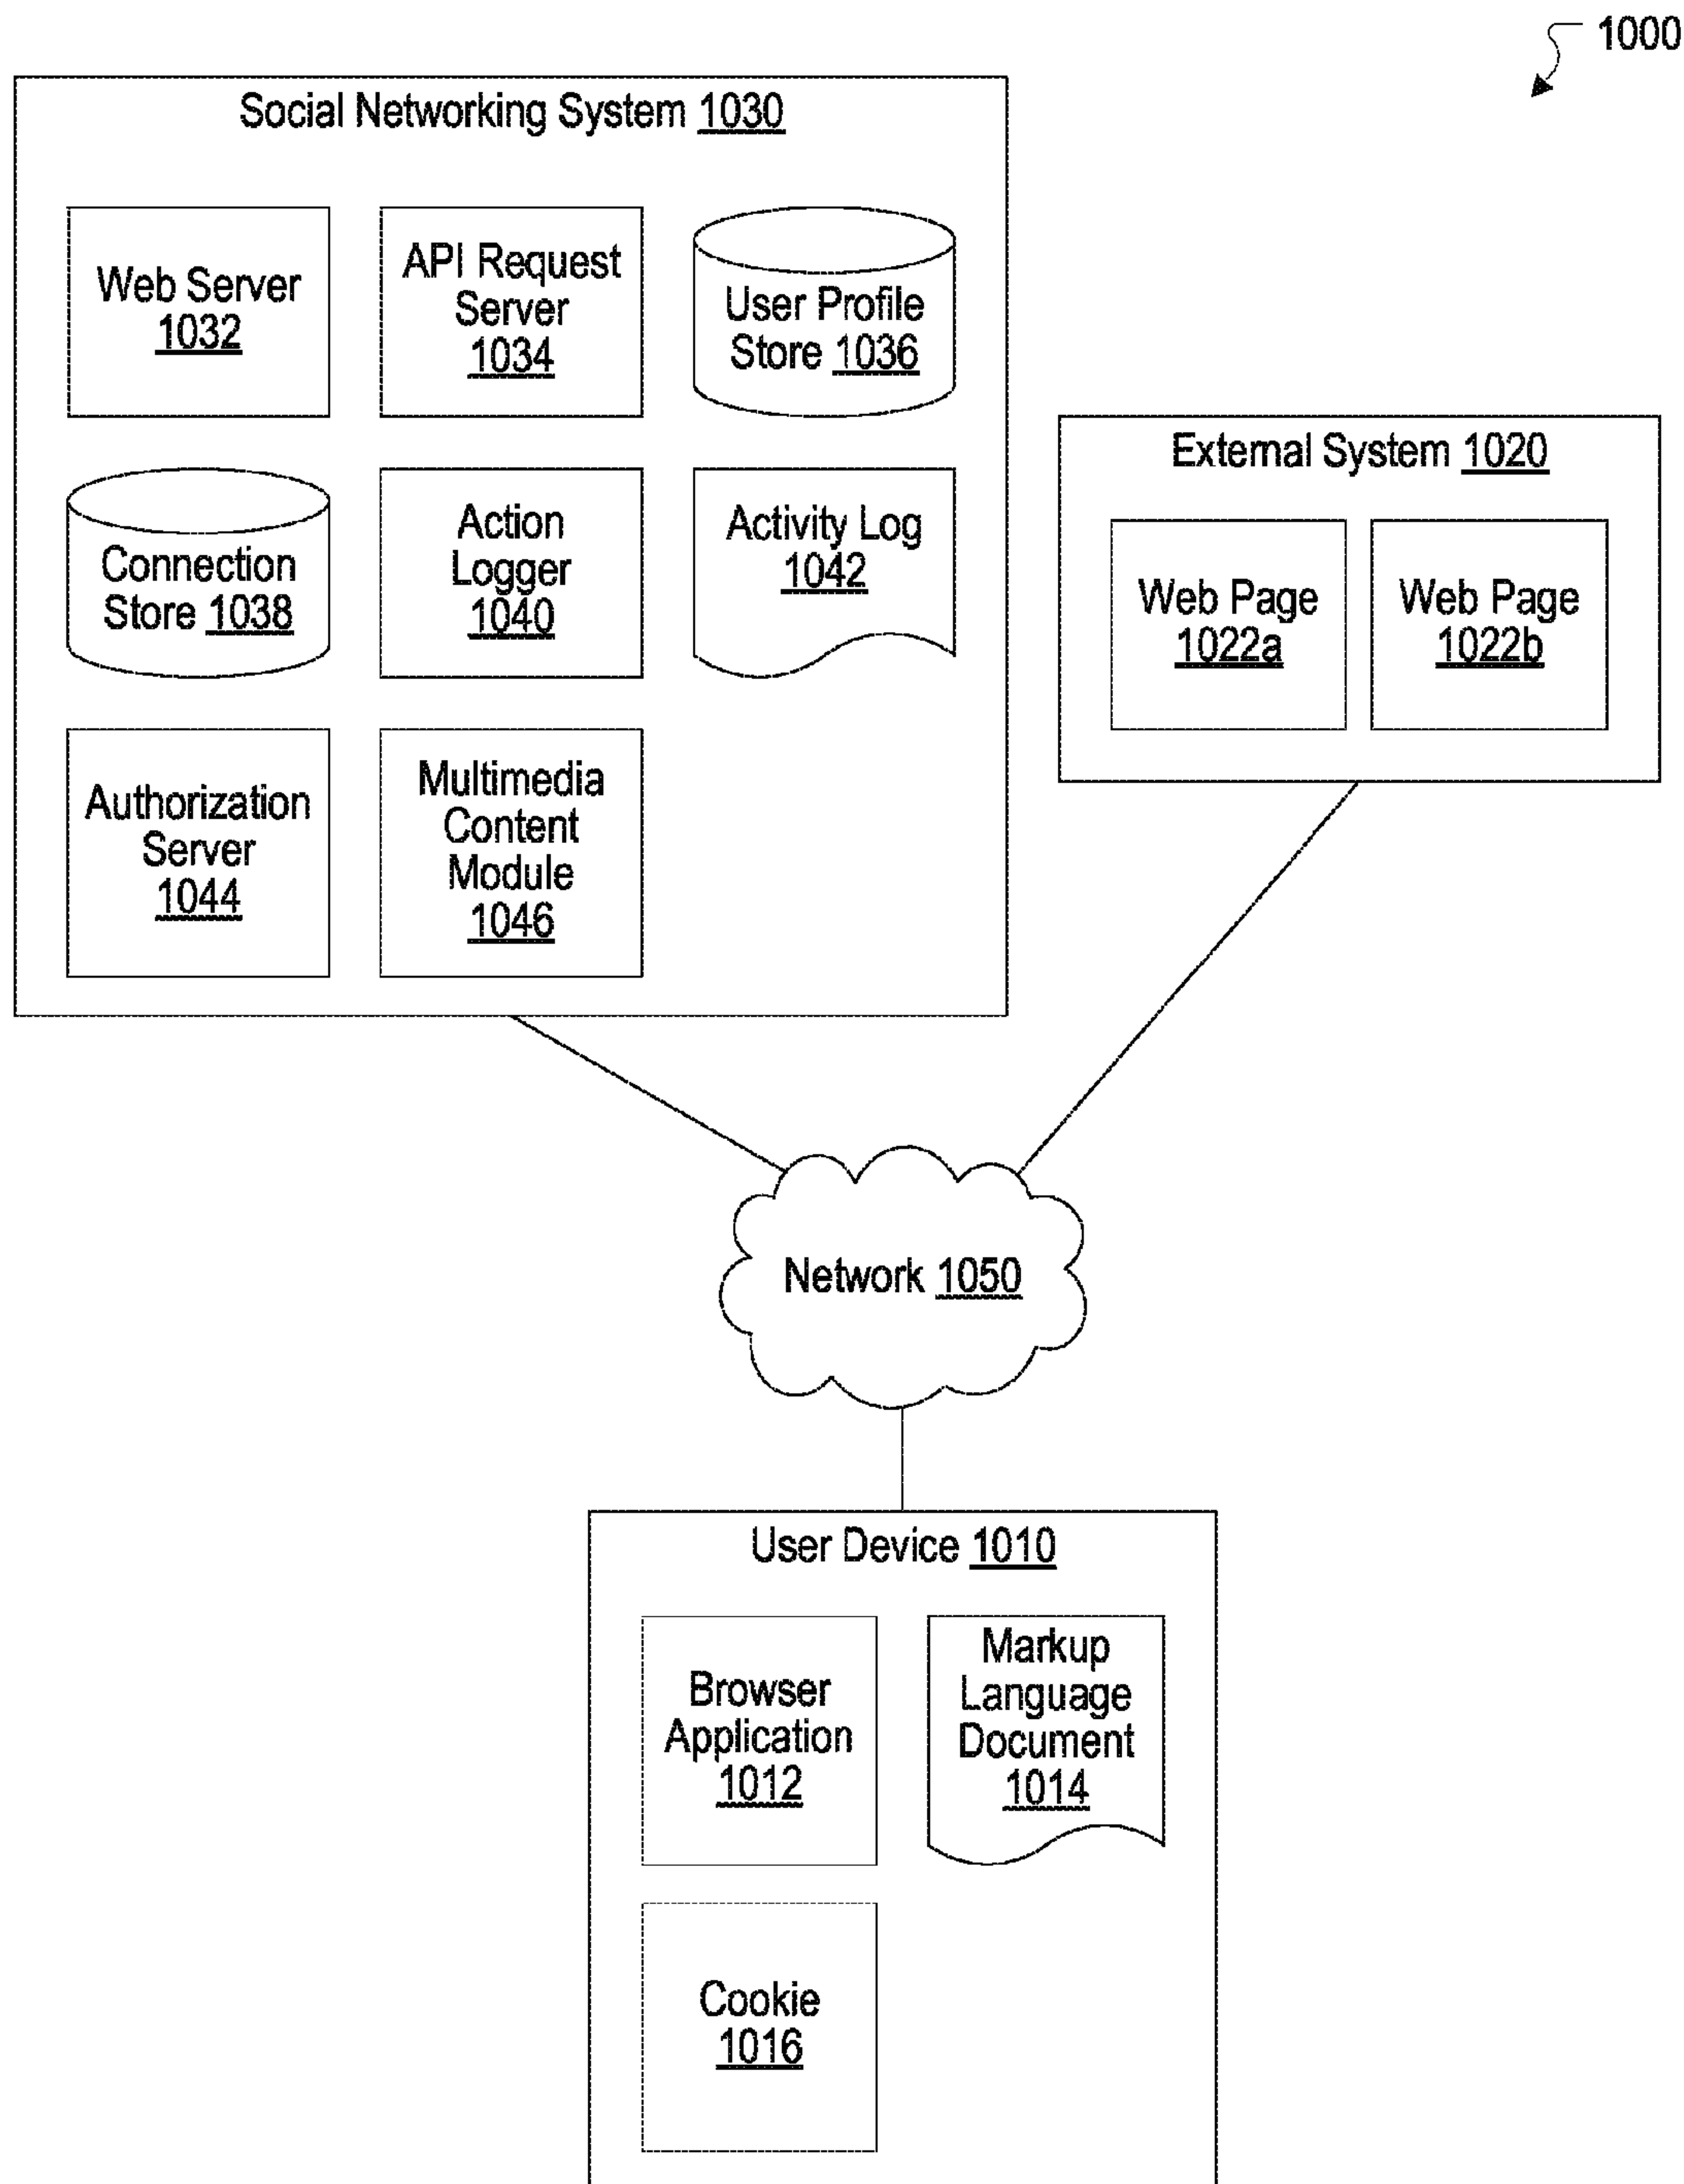 1000
Social Networking System 1030
Web Server
1032
API Request
Server
1034
User Profile
Store 1036
Connection
Store 1038
Action
Logger
1040
Activity Log
1042
Authorization
Server
1044
Multimedia
Content
Module
1046
External System 1020
Web Page
1022a
Web Page
1022b
Network 1050
User Device 1010
Browser
Application
1012
Markup
Language
Document
1014
Cookie
1016